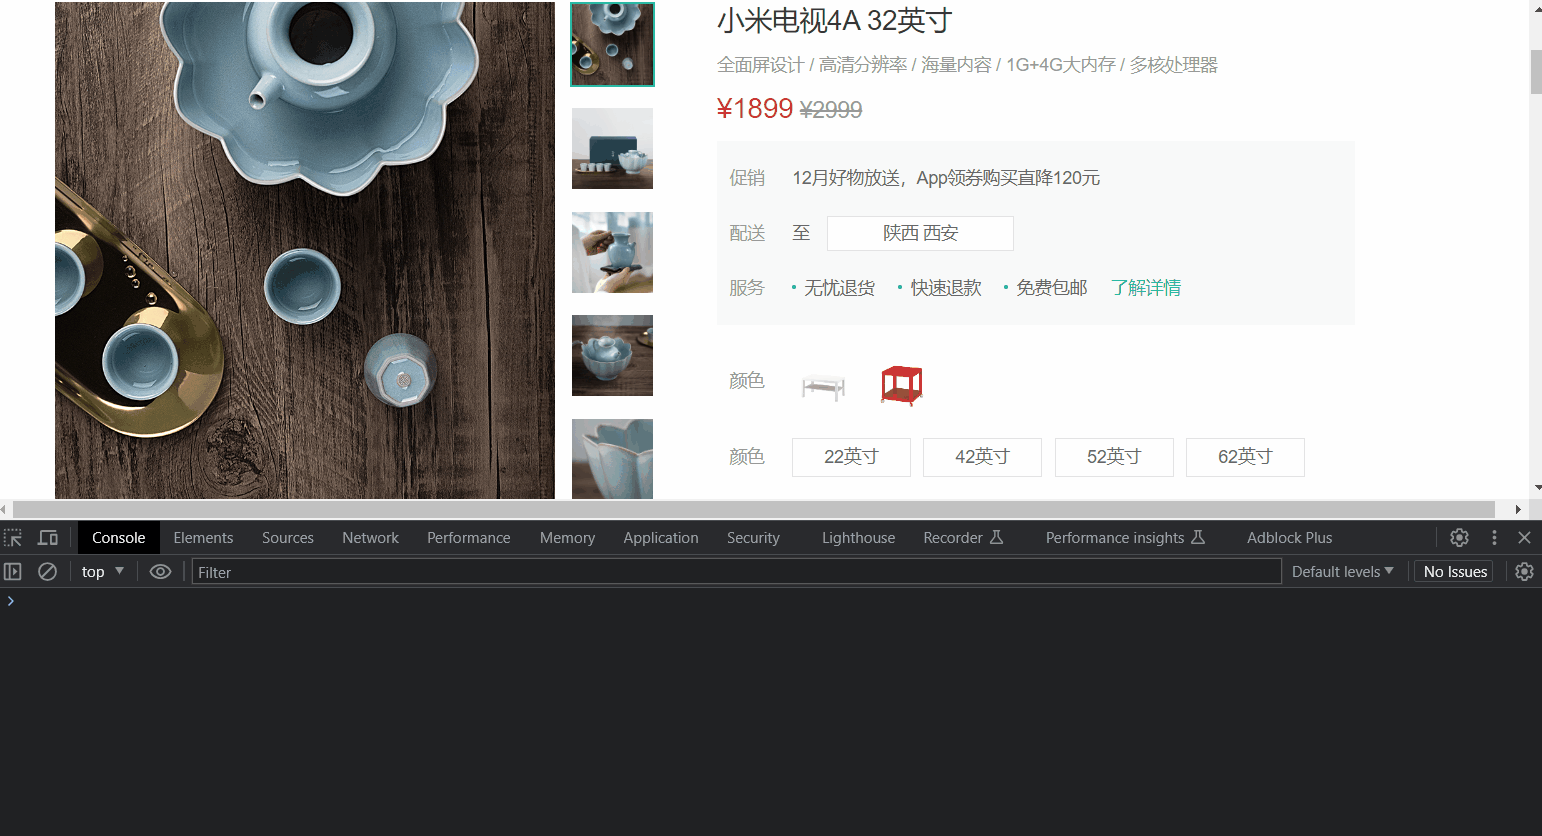 小米电视4A 32英寸
全面屏设计 / 高清分辨率 / 海量内容 / 1G+4G大内存 / 多核处理器
¥1899 ¥2999
促销 12月好物放送，App领券购买直降120元
配送 至 陕西 西安
服务 • 无忧退货 • 快速退款 • 免费包邮 了解详情
颜色
颜色 22英寸 42英寸 52英寸 62英寸
Console Elements Sources Network Performance Memory Application Security Lighthouse Recorder Performance insights Adblock Plus
top Filter Default levels No Issues